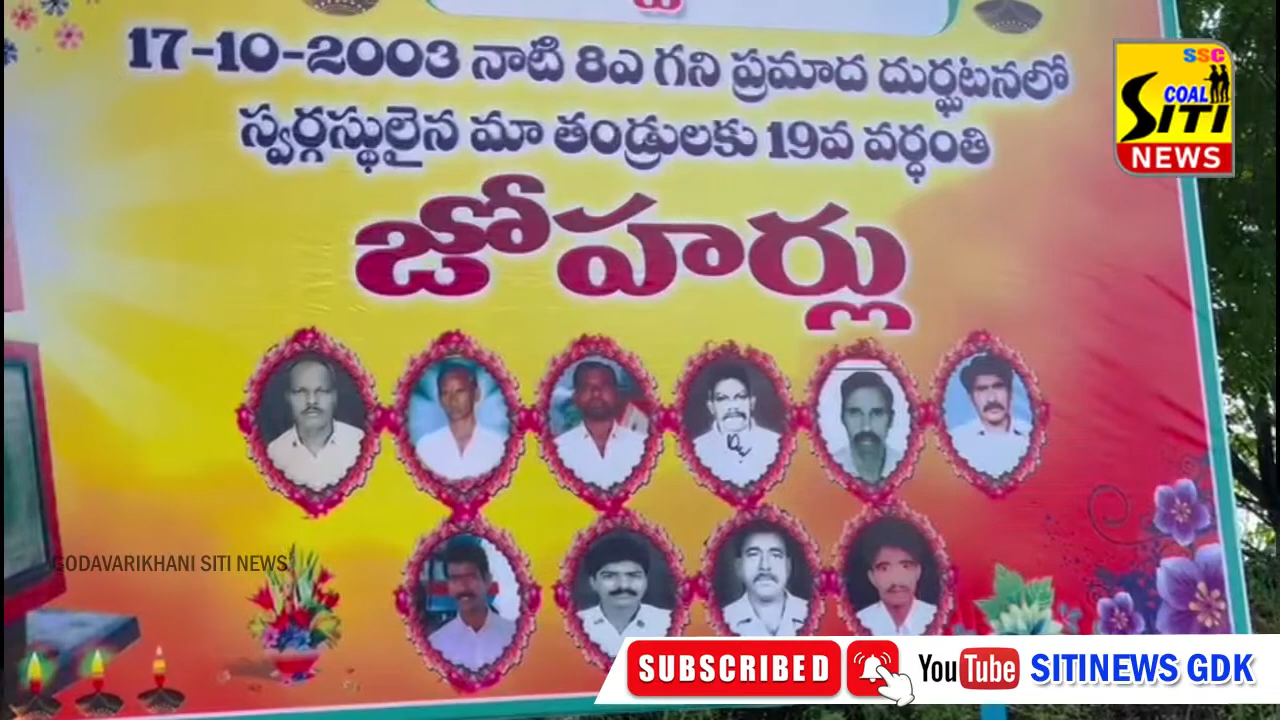 17-10-2003 నాటి 8ఎ గని ప్రమాద దుర్ఘటనలో
స్వర్గస్థులైన మా తండ్రులకు 19వ వర్ధంతి
జోహర్లు
SSC
COAL
SITI
NEWS
GODAVARIKHANI SITI NEWS
SUBSCRIBED
YouTube SITINEWS GDK